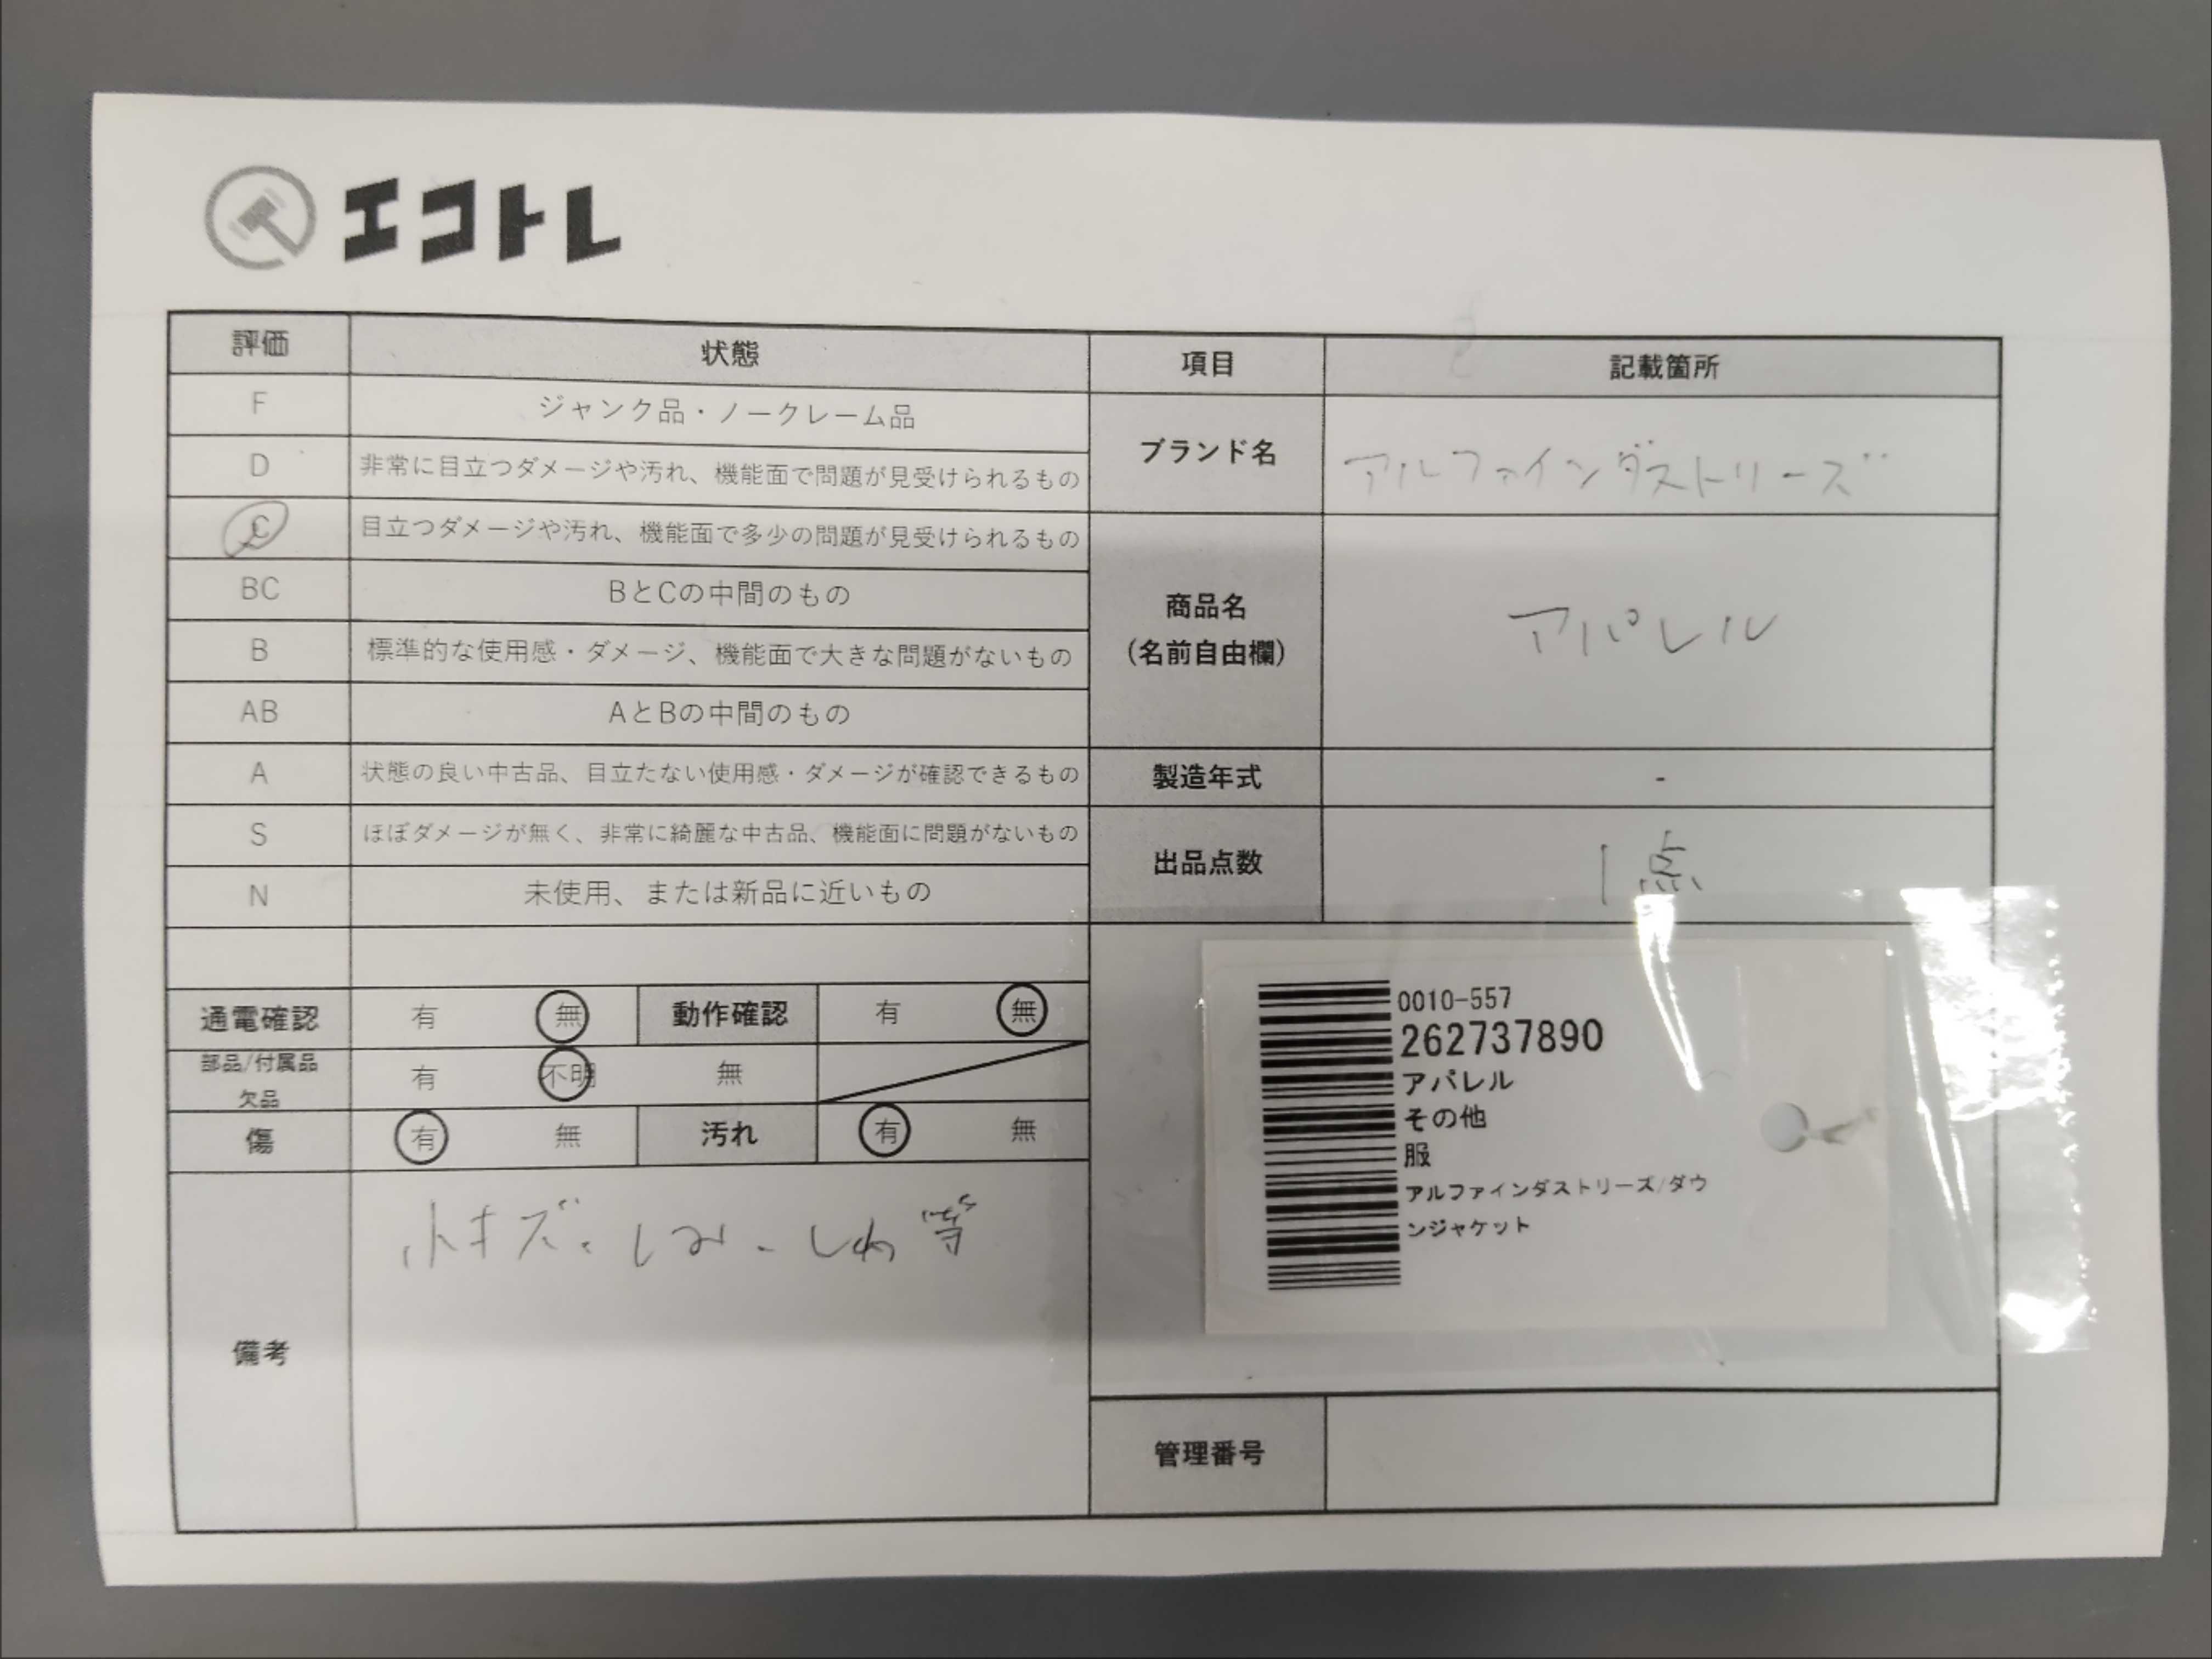 エコトレ
評価 状態 項目 記載箇所
F ジャンク品・ノークレーム品
D 非常に目立つダメージや汚れ、機能面で問題が見受けられるもの
ブランド名 アルファインダストリーズ
C 目立つダメージや汚れ、機能面で多少の問題が見受けられるもの
BC BとCの中間のもの
商品名
(名前自由欄)
アパレル
B 標準的な使用感・ダメージ、機能面で大きな問題がないもの
AB AとBの中間のもの
A 状態の良い中古品、目立たない使用感・ダメージが確認できるもの
製造年式 -
S ほぼダメージが無く、非常に綺麗な中古品、機能面に問題がないもの
出品点数 1点
N 未使用、または新品に近いもの
通電確認 有 無 動作確認 有 無
部品/付属品
欠品
有 不明 無
傷 有 無 汚れ 有 無
備考
小キズ・しみ・しわ等
0010-557
262737890
アパレル
その他
服
アルファインダストリーズ/ダウ
ンジャケット
管理番号